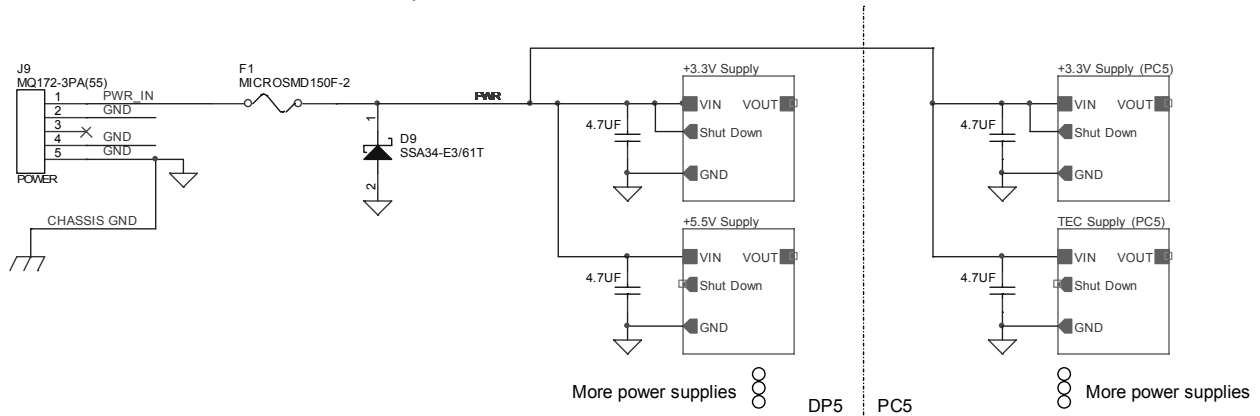 J9
MQ172-3PA(55)
1
PWR_IN
2
GND
3
4
GND
5
GND
POWER
CHASSIS GND
F1
MICROSMD150F-2
PWR
1
D9
SSA34-E3/61T
2
+3.3V Supply
4.7UF
VIN
VOUT
Shut Down
GND
+5.5V Supply
4.7UF
VIN
VOUT
Shut Down
GND
More power supplies
DP5
PC5
+3.3V Supply (PC5)
4.7UF
VIN
VOUT
Shut Down
GND
TEC Supply (PC5)
4.7UF
VIN
VOUT
Shut Down
GND
More power supplies